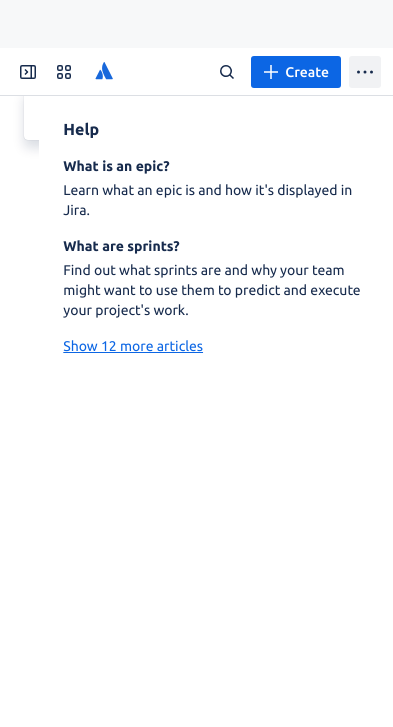 Create
Help
What is an epic?
Learn what an epic is and how it's displayed in
Jira.
What are sprints?
Find out what sprints are and why your team
might want to use them to predict and execute
your project's work.
Show 12 more articles